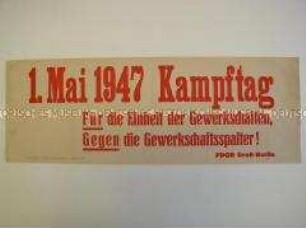 1. Mai 1947 Kampftag
Für die Einheit der Gewerkschaften,
Gegen die Gewerkschaftsspalter!
FDGB Groß-Berlin